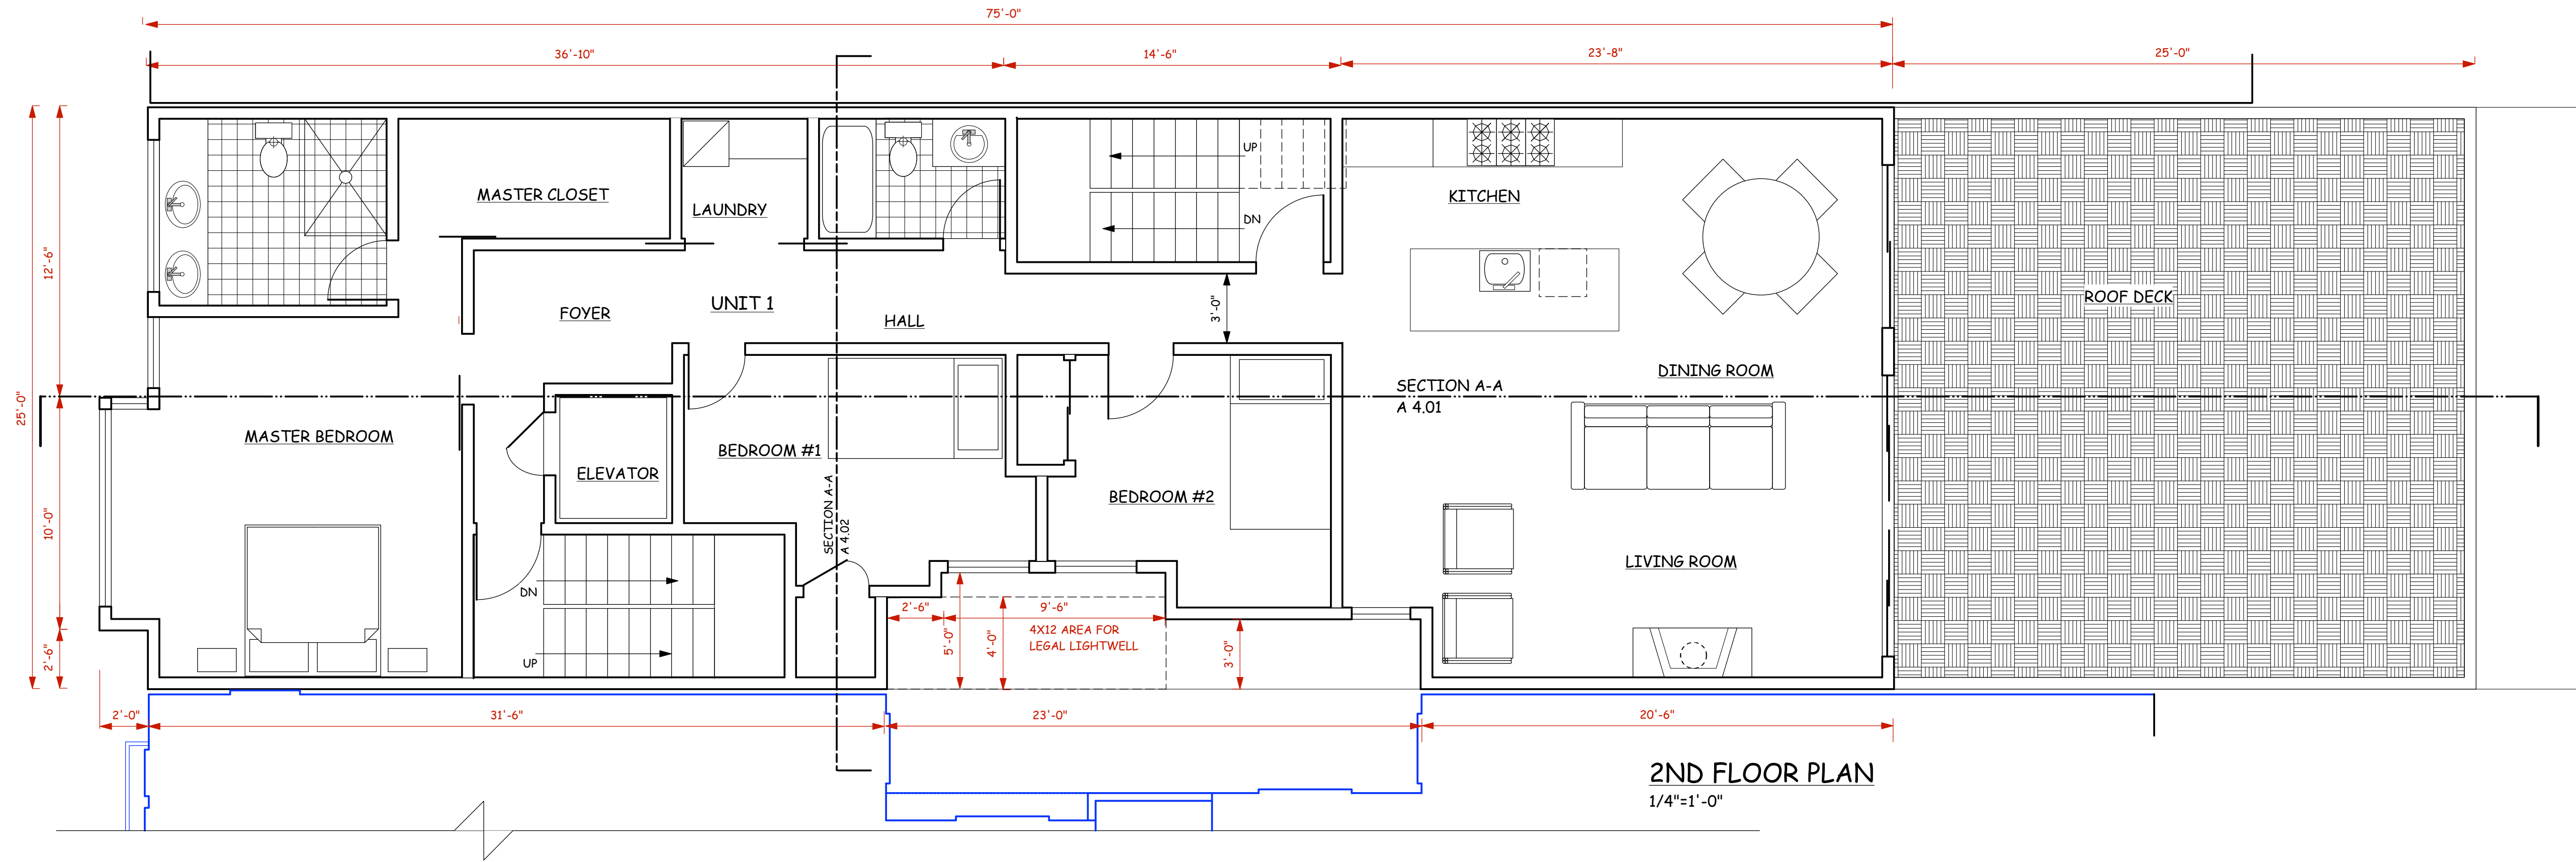 75'-0"
36'-10"
14'-6"
23'-8"
25'-0"
UP
MASTER CLOSET
LAUNDRY
KITCHEN
DN
12'-6"
UNIT 1
FOYER
HALL
3'-0"
ROOF DECK
DINING ROOM
SECTION A-A
A 4.01
25'-0"
MASTER BEDROOM
BEDROOM #1
ELEVATOR
BEDROOM #2
10'-0"
SECTION A-A
A 4.02
LIVING ROOM
DN
2'-6"
9'-6"
4X12 AREA FOR
LEGAL LIGHTWELL
5'-0"
4'-0"
3'-0"
2'-6"
UP
2'-0"
31'-6"
23'-0"
20'-6"
2ND FLOOR PLAN
1/4"=1'-0"